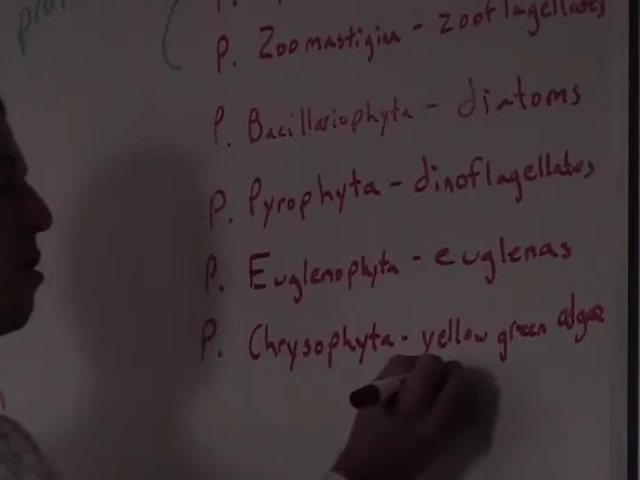 P. Zoomastigina - zooflagellates
P. Bacillariophyta - diatoms
P. Pyrophyta - dinoflagellates
P. Euglenophyta - euglenas
P. Chrysophyta - yellow green algae